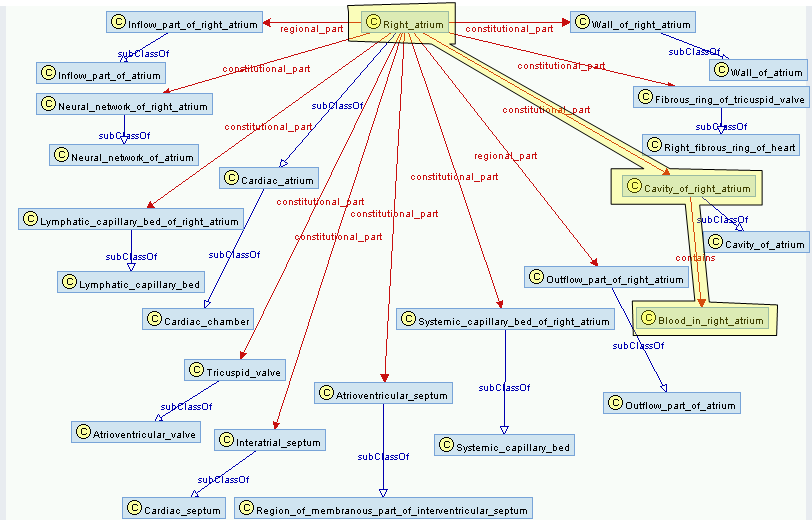 C Inflow_part_of_right_atrium
regional_part
C Right_atrium
constitutional_part
C Wall_of_right_atrium
subClassOf
subClassOf
C Inflow_part_of_atrium
constitutional_part
constitutional_part
C Wall_of_atrium
C Neural_network_of_right_atrium
subClassOf
constitutional_part
C Fibrous_ring_of_tricuspid_valve
subClassOf
constitutional_part
subClassOf
C Neural_network_of_atrium
regional_part
C Right_fibrous_ring_of_heart
C Cardiac_atrium
constitutional_part
C Cavity_of_right_atrium
constitutional_part
C Lymphatic_capillary_bed_of_right_atrium
constitutional_part
subClassOf
constitutional_part
C Cavity_of_atrium
subClassOf
subClassOf
contains
C Lymphatic_capillary_bed
C Outflow_part_of_right_atrium
C Cardiac_chamber
C Systemic_capillary_bed_of_right_atrium
C Blood_in_right_atrium
subClassOf
C Tricuspid_valve
subClassOf
C Atrioventricular_septum
subClassOf
C Outflow_part_of_atrium
C Atrioventricular_valve
C Interatrial_septum
C Systemic_capillary_bed
subClassOf
subClassOf
C Cardiac_septum
C Region_of_membranous_part_of_interventricular_septum